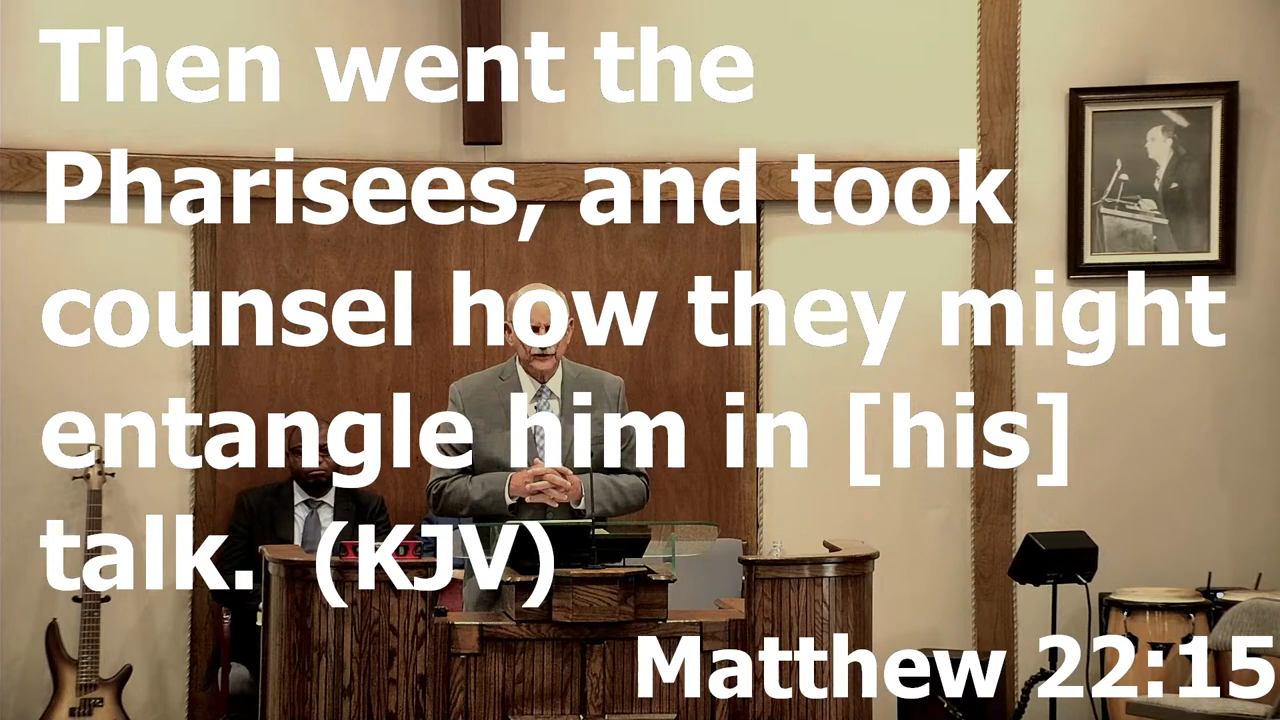 Then went the
Pharisees, and took
counsel how they might
entangle him in [his]
talk. (KJV)
Matthew 22:15